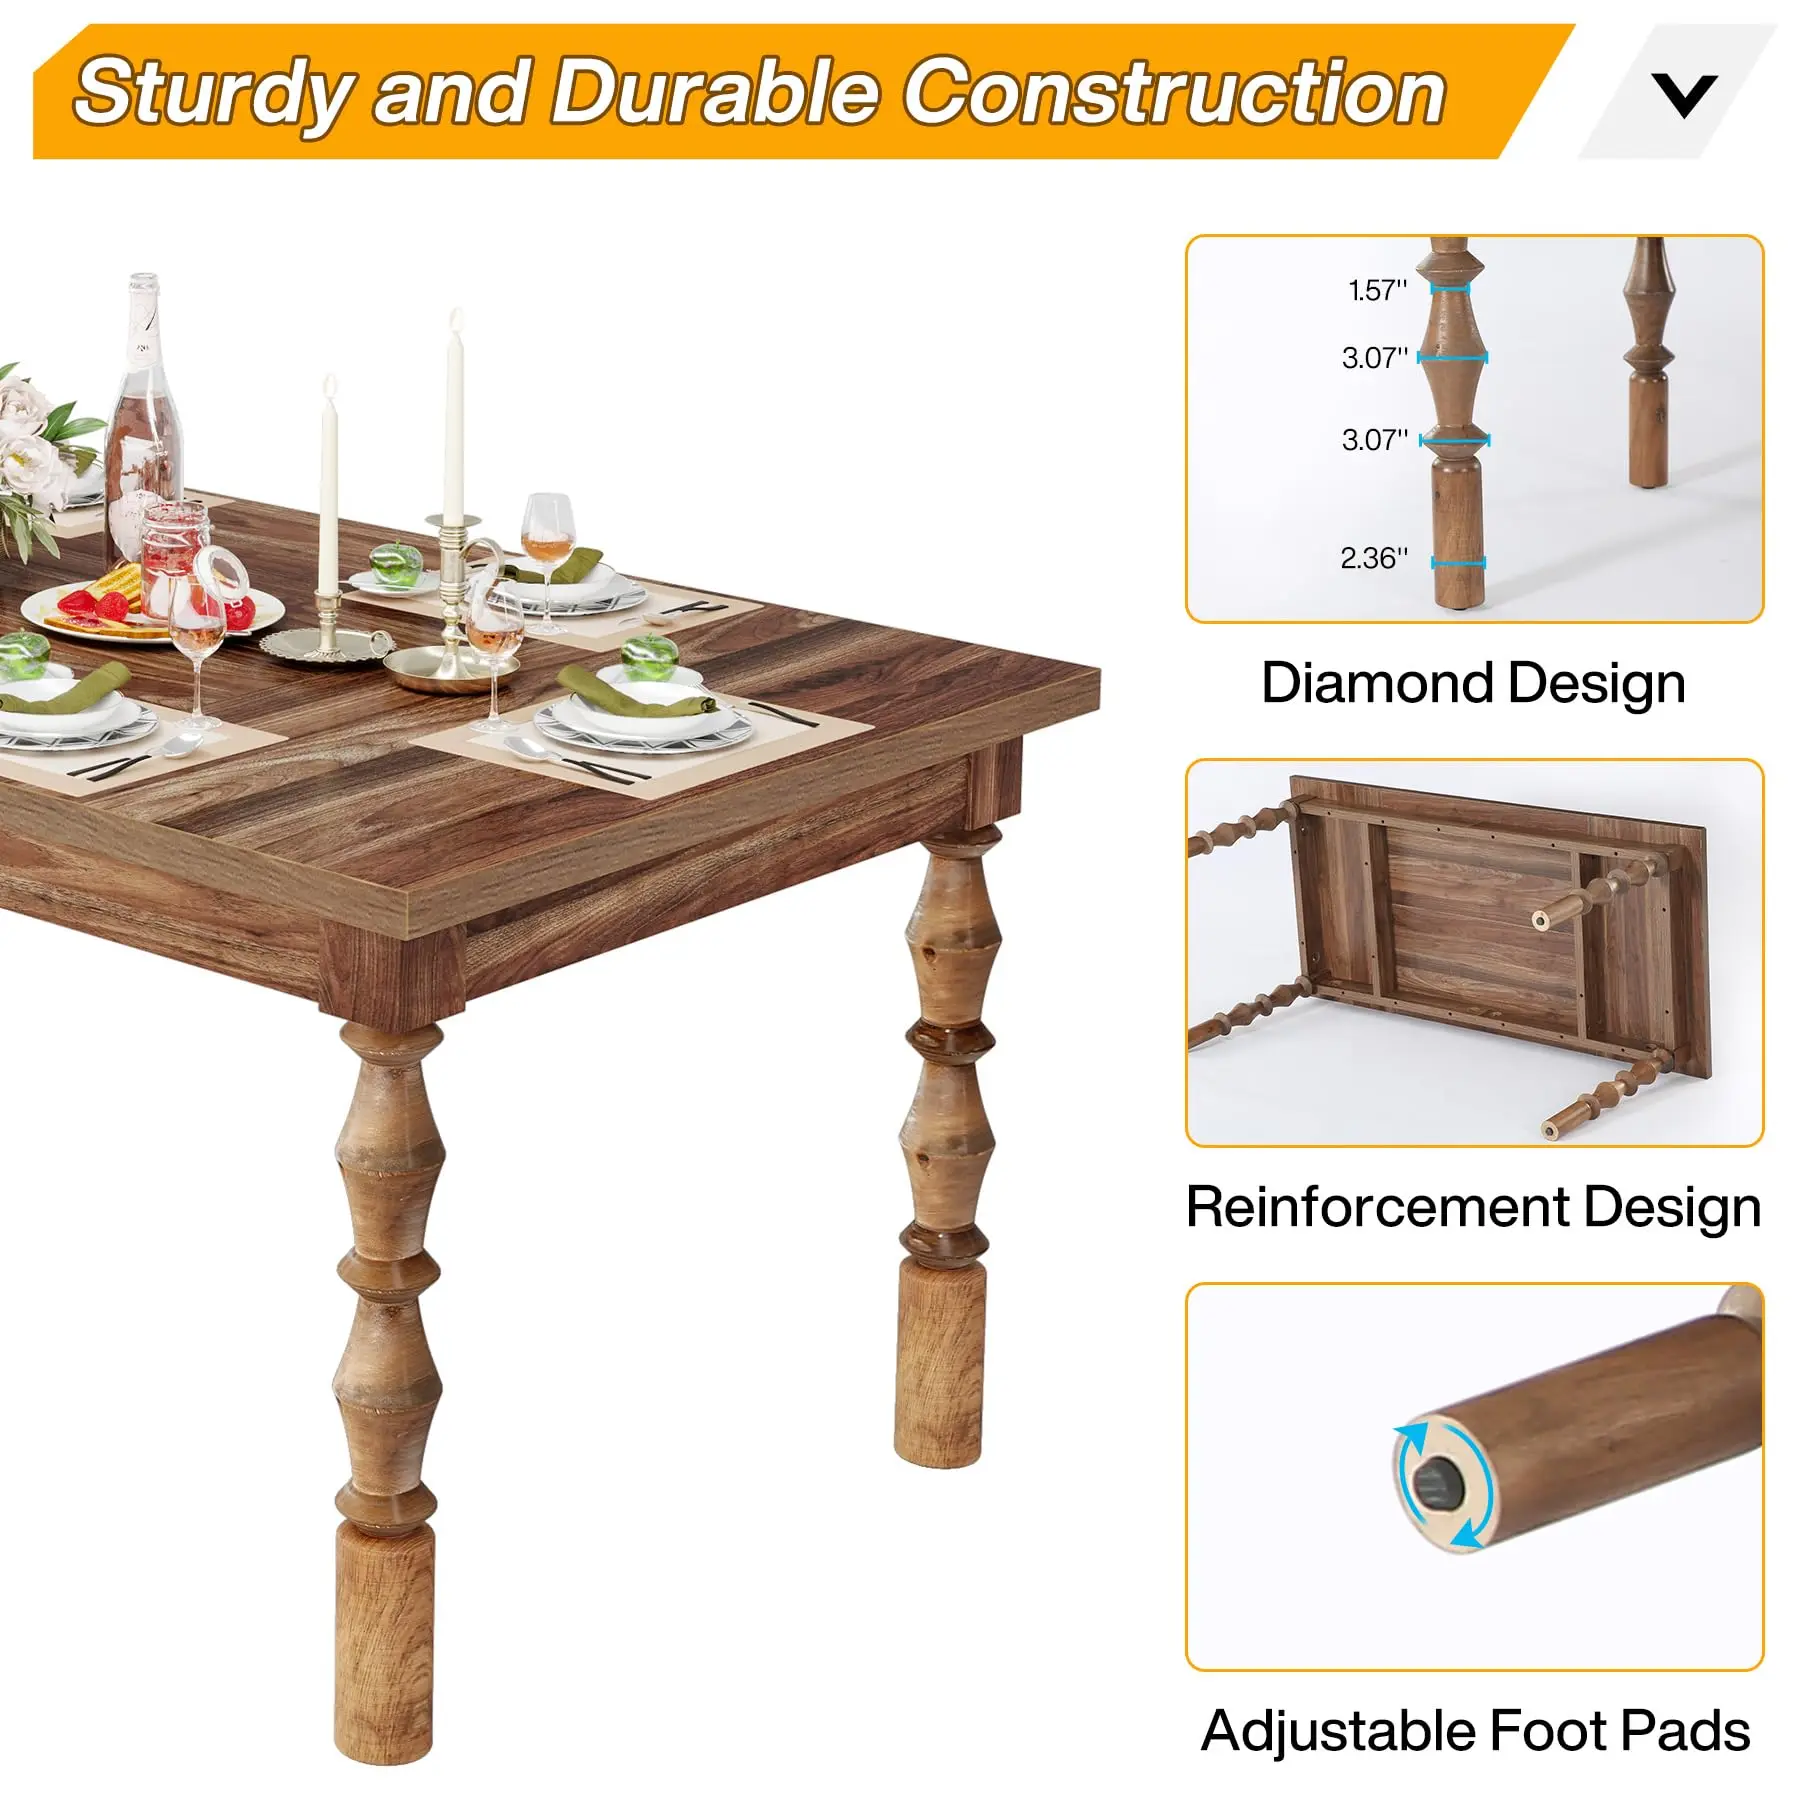 Sturdy and Durable Construction
1.57"
3.07"
3.07"
2.36"
Diamond Design
Reinforcement Design
Adjustable Foot Pads